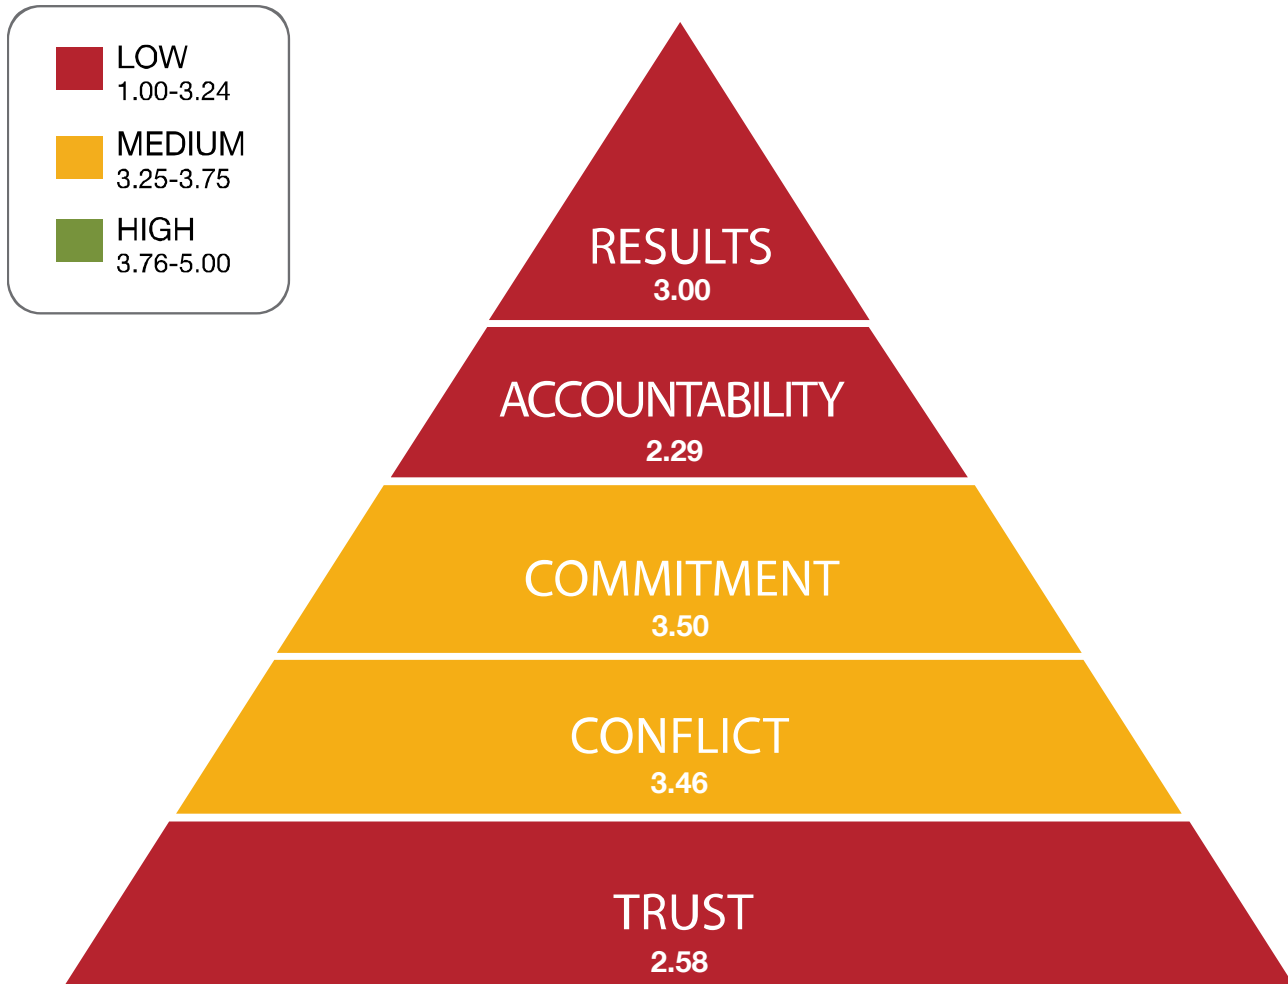 LOW
1.00-3.24
MEDIUM
3.25-3.75
HIGH
3.76-5.00
RESULTS
3.00
ACCOUNTABILITY
2.29
COMMITMENT
3.50
CONFLICT
3.46
TRUST
2.58